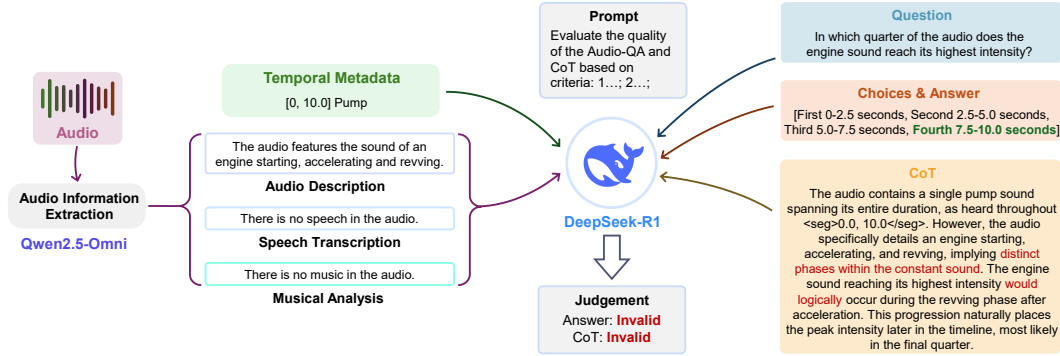 Audio
Audio Information
Extraction
Qwen2.5-Omni
Temporal Metadata
[0, 10.0] Pump
The audio features the sound of an
engine starting, accelerating and revving.
Audio Description
There is no speech in the audio.
Speech Transcription
There is no music in the audio.
Musical Analysis
Prompt
Evaluate the quality
of the Audio-QA and
CoT based on
criteria: 1...; 2...;
DeepSeek-R1
Judgement
Answer: Invalid
CoT: Invalid
Question
In which quarter of the audio does the
engine sound reach its highest intensity?
Choices & Answer
[First 0-2.5 seconds, Second 2.5-5.0 seconds,
Third 5.0-7.5 seconds, Fourth 7.5-10.0 seconds]
CoT
The audio contains a single pump sound
spanning its entire duration, as heard throughout
<seg>0.0, 10.0</seg>. However, the audio
specifically details an engine starting,
accelerating, and revving, implying distinct
phases within the constant sound. The engine
sound reaching its highest intensity would
logically occur during the revving phase after
acceleration. This progression naturally places
the peak intensity later in the timeline, most likely
in the final quarter.